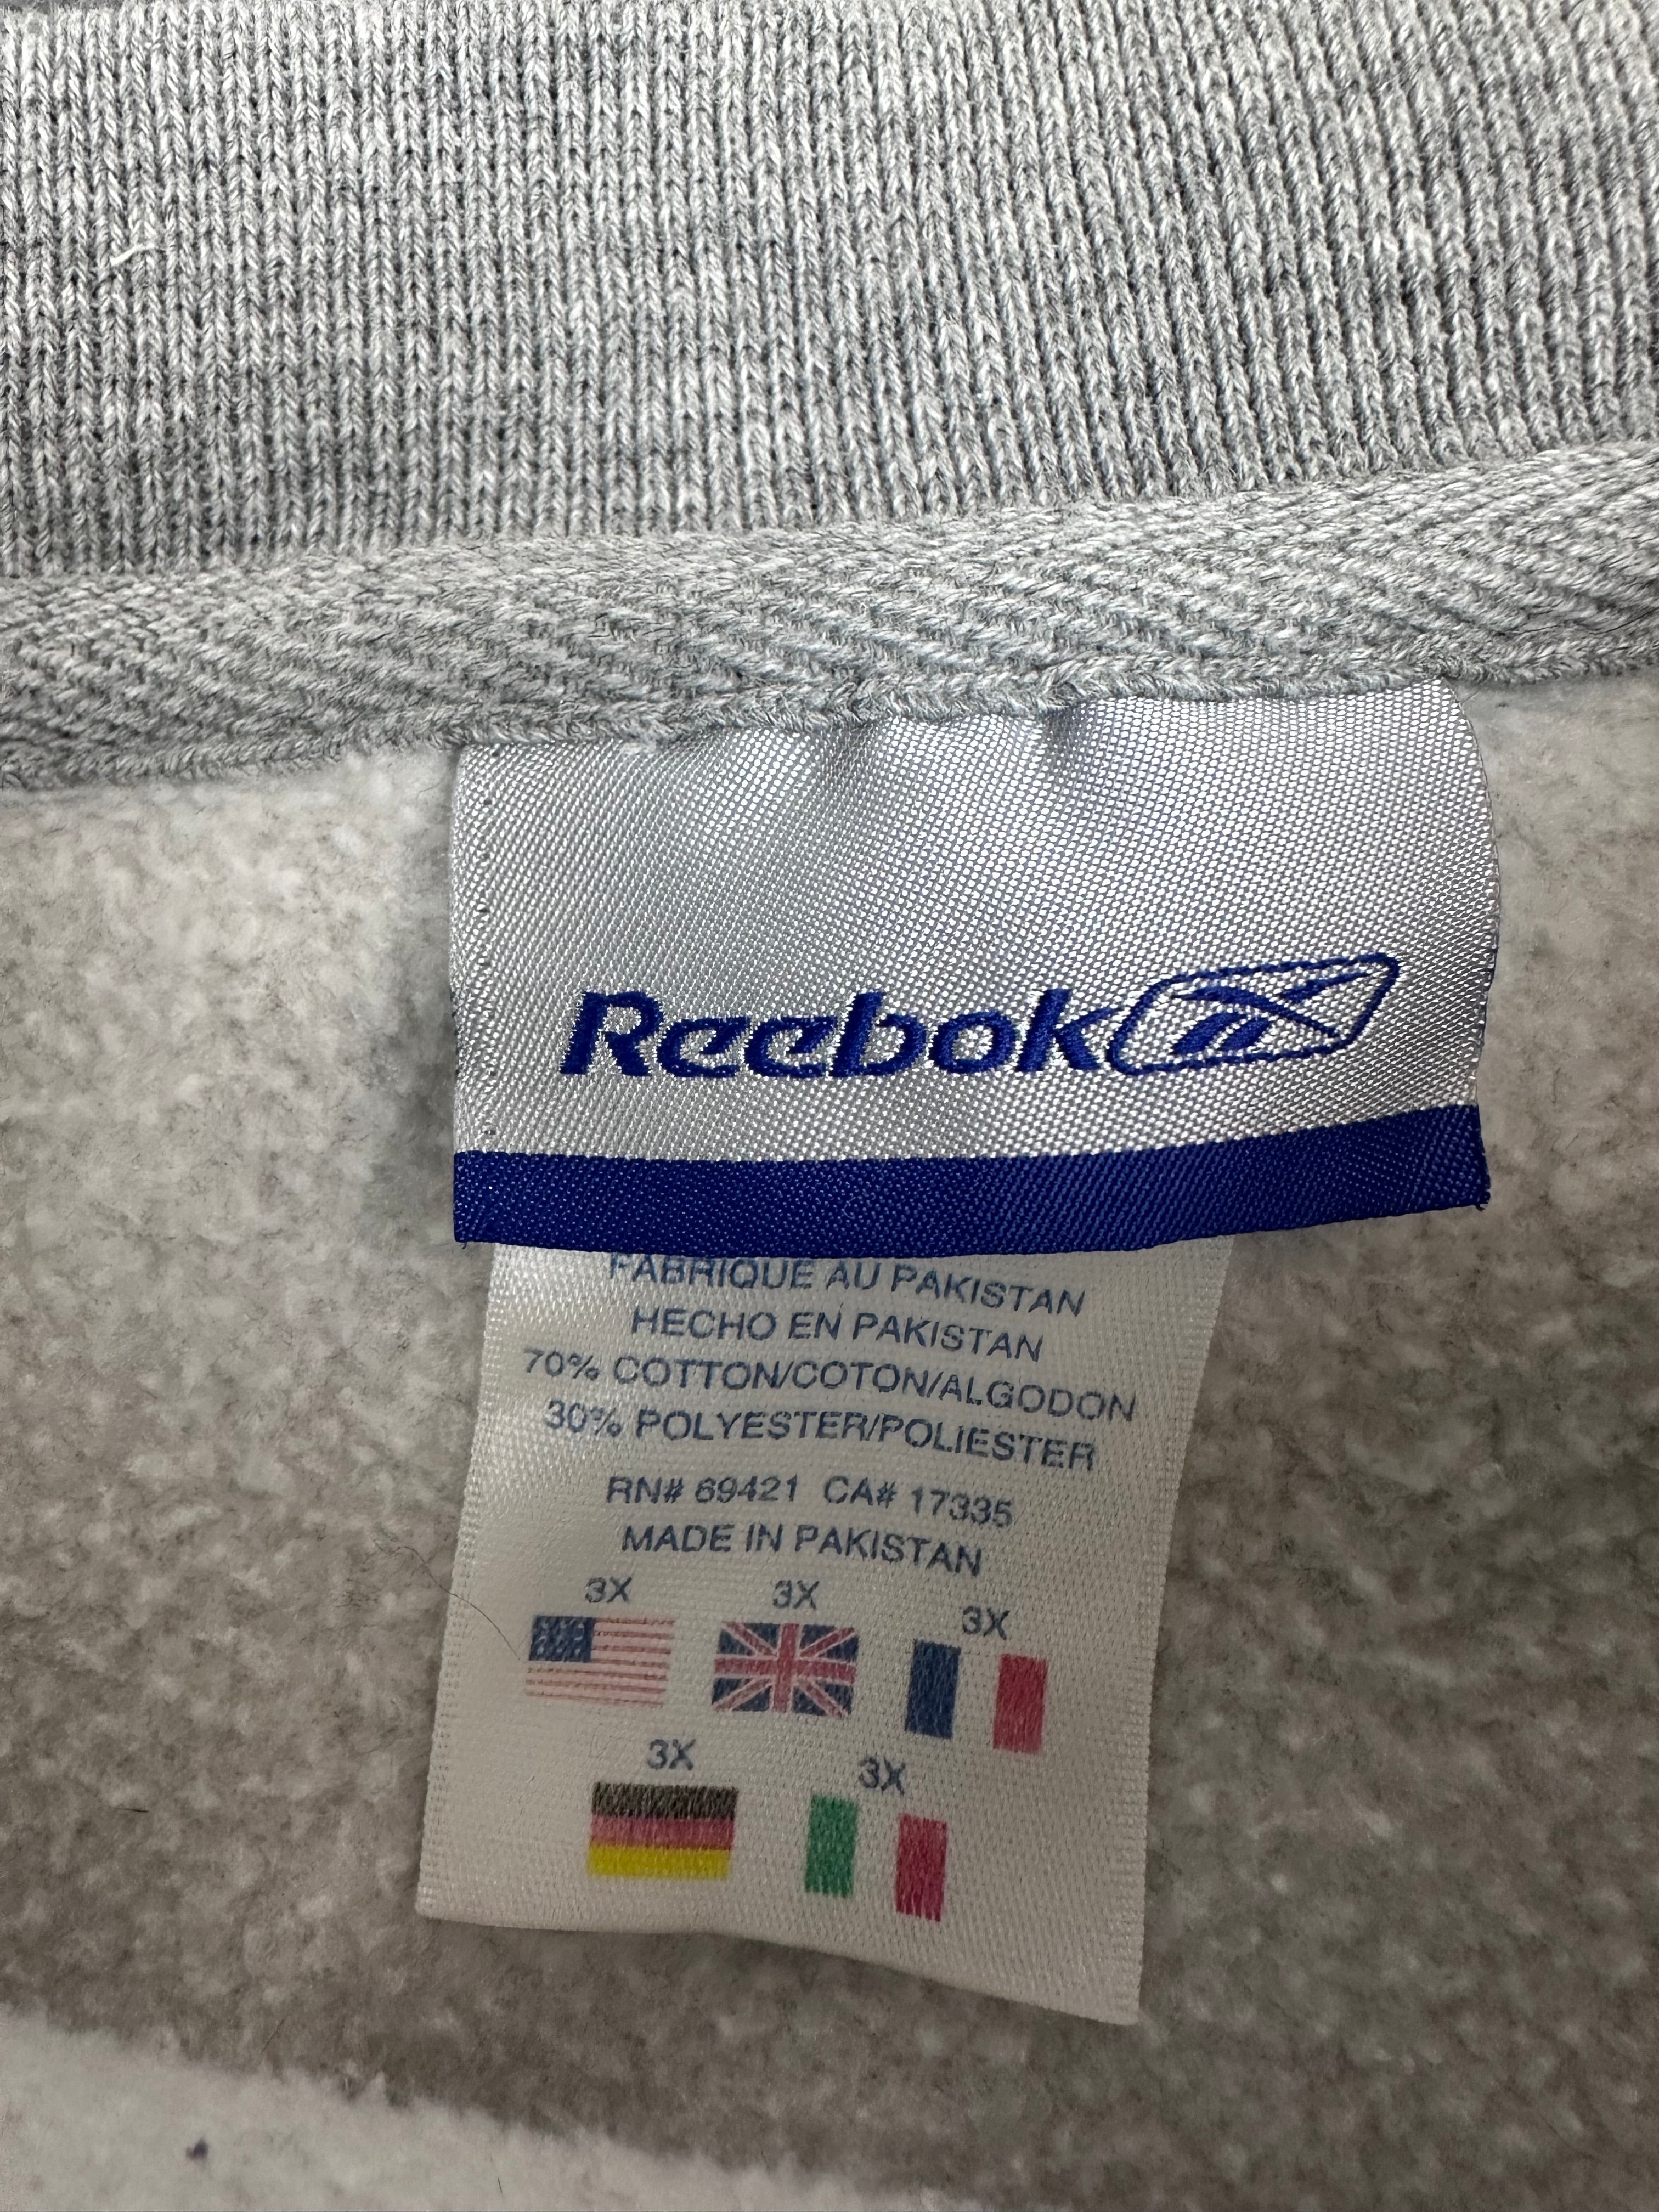 Reebok
FABRIQUE AU PAKISTAN
HECHO EN PAKISTAN
70% COTTON/COTON/ALGODON
30% POLYESTER/POLIESTER
RN# 69421 CA# 17335
MADE IN PAKISTAN
3X 3X 3X
3X 3X